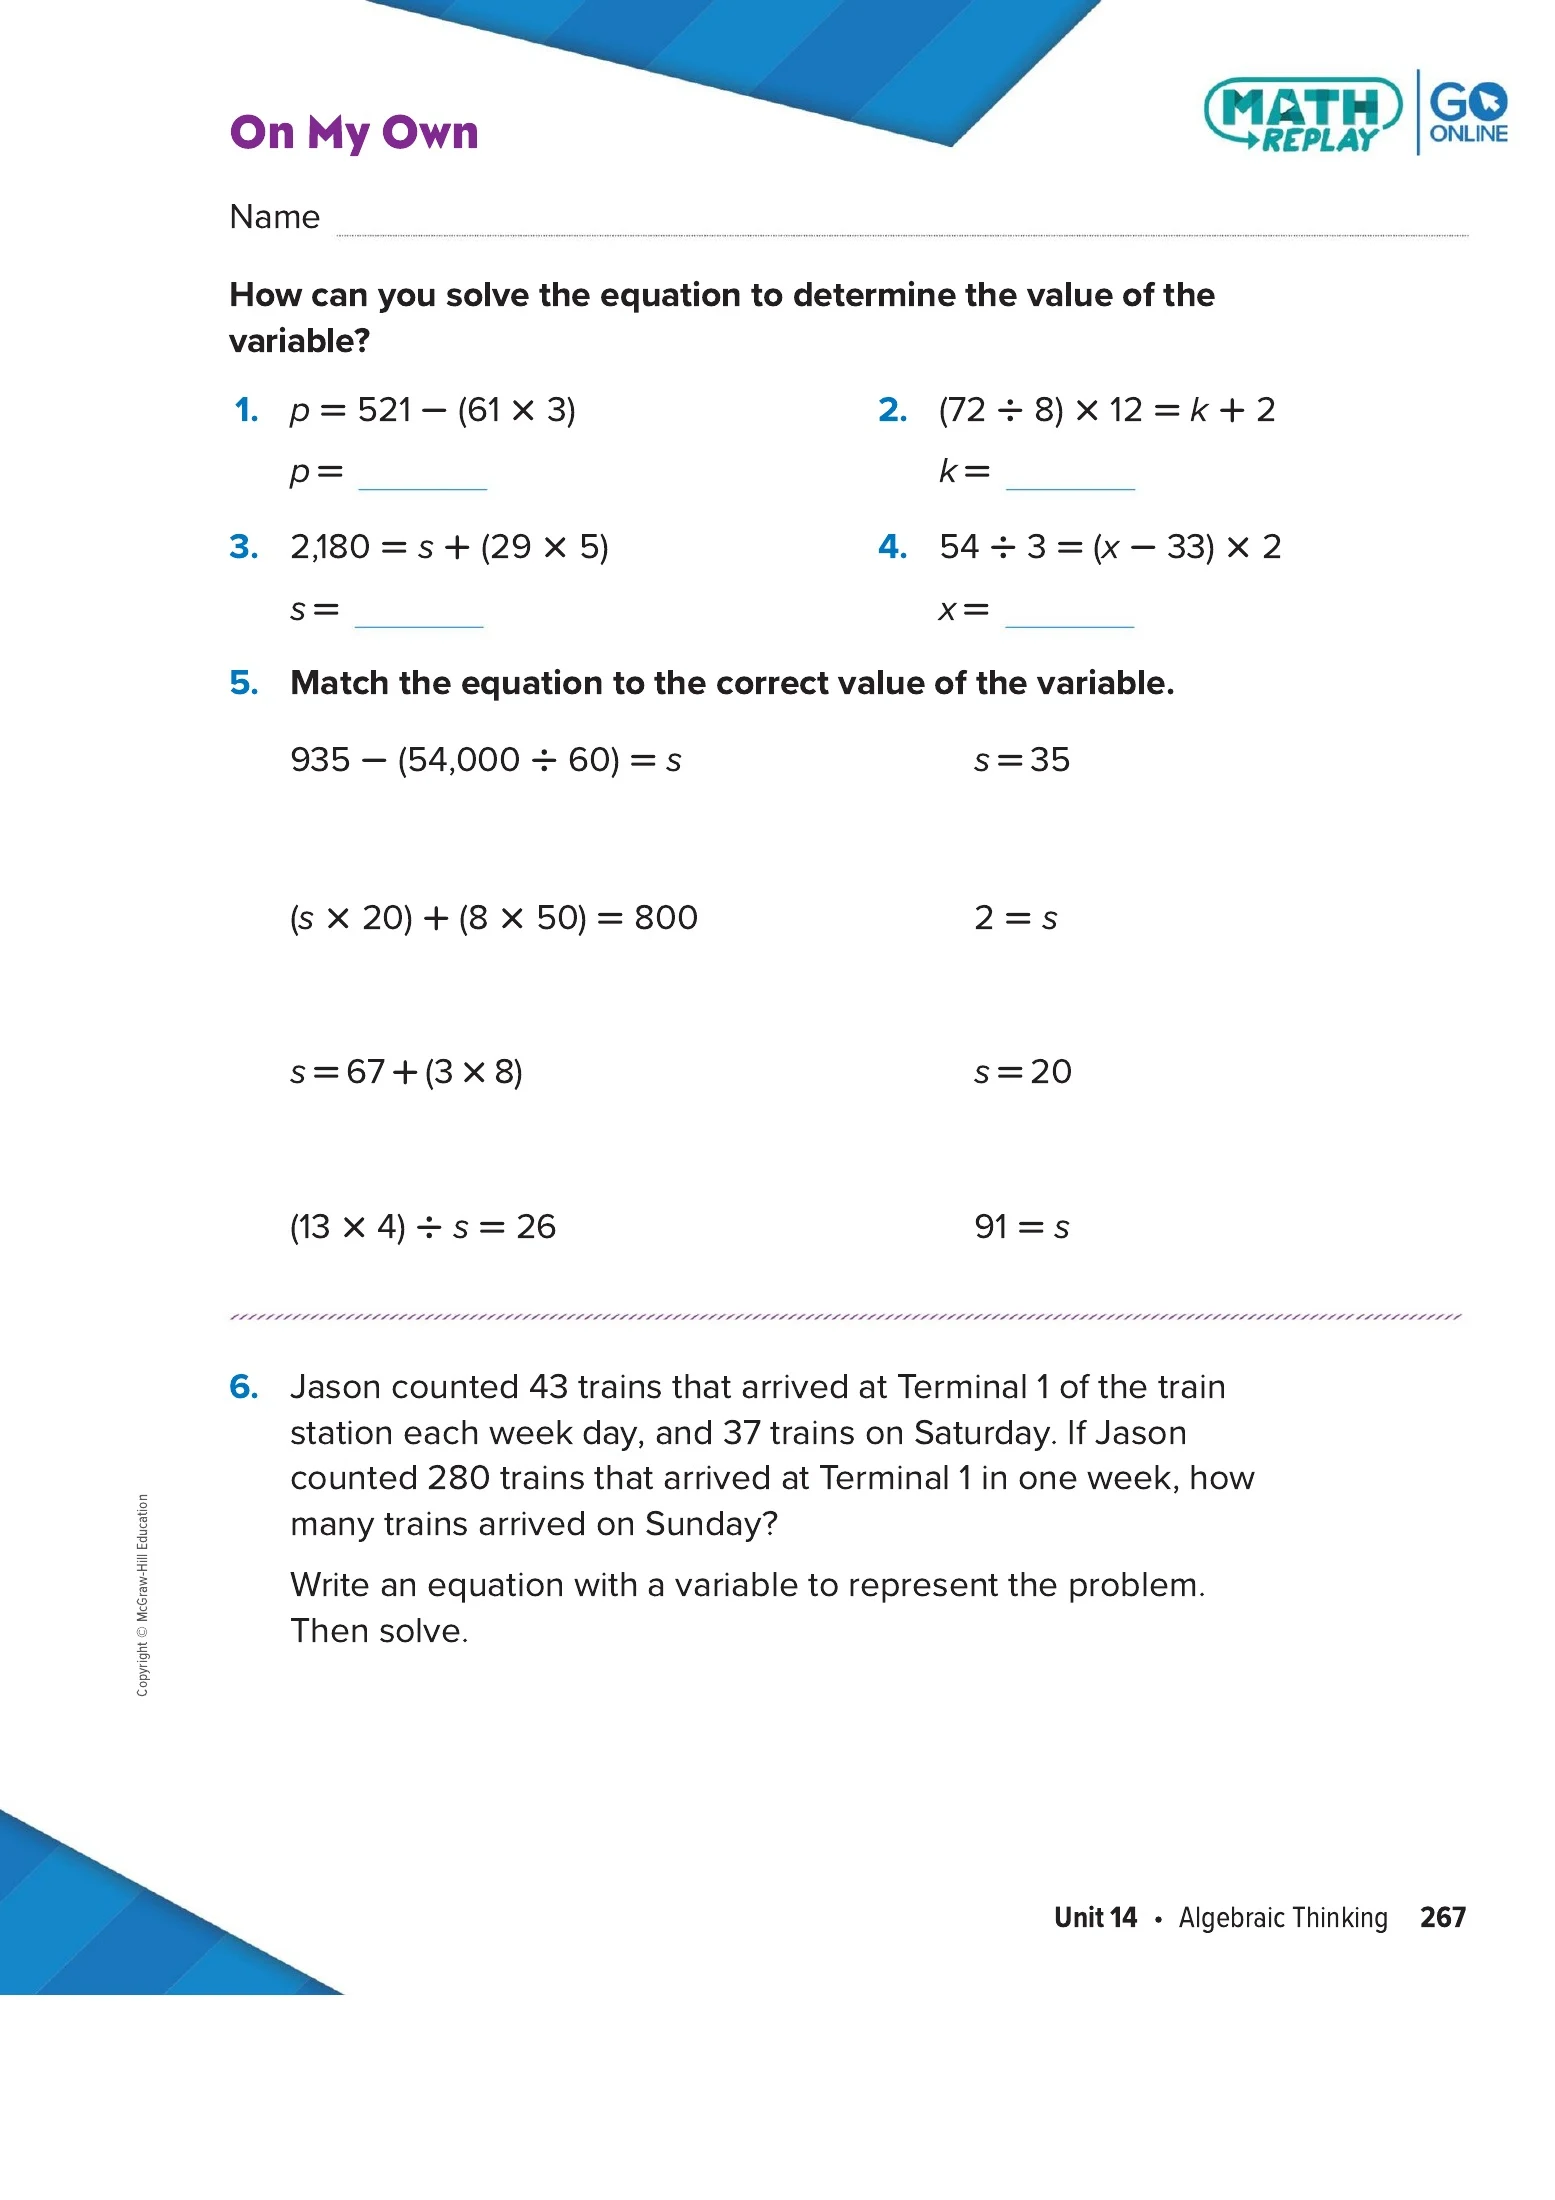 On My Own
MATH REPLAY
GO ONLINE
Name
How can you solve the equation to determine the value of the
variable?
1. p = 521 − (61 × 3)
p =
2. (72 ÷ 8) × 12 = k + 2
k =
3. 2,180 = s + (29 × 5)
s =
4. 54 ÷ 3 = (x − 33) × 2
x =
5. Match the equation to the correct value of the variable.
935 − (54,000 ÷ 60) = s
s = 35
(s × 20) + (8 × 50) = 800
2 = s
s = 67 + (3 × 8)
s = 20
(13 × 4) ÷ s = 26
91 = s
6. Jason counted 43 trains that arrived at Terminal 1 of the train
station each week day, and 37 trains on Saturday. If Jason
counted 280 trains that arrived at Terminal 1 in one week, how
many trains arrived on Sunday?
Write an equation with a variable to represent the problem.
Then solve.
Copyright © McGraw-Hill Education
Unit 14 • Algebraic Thinking 267